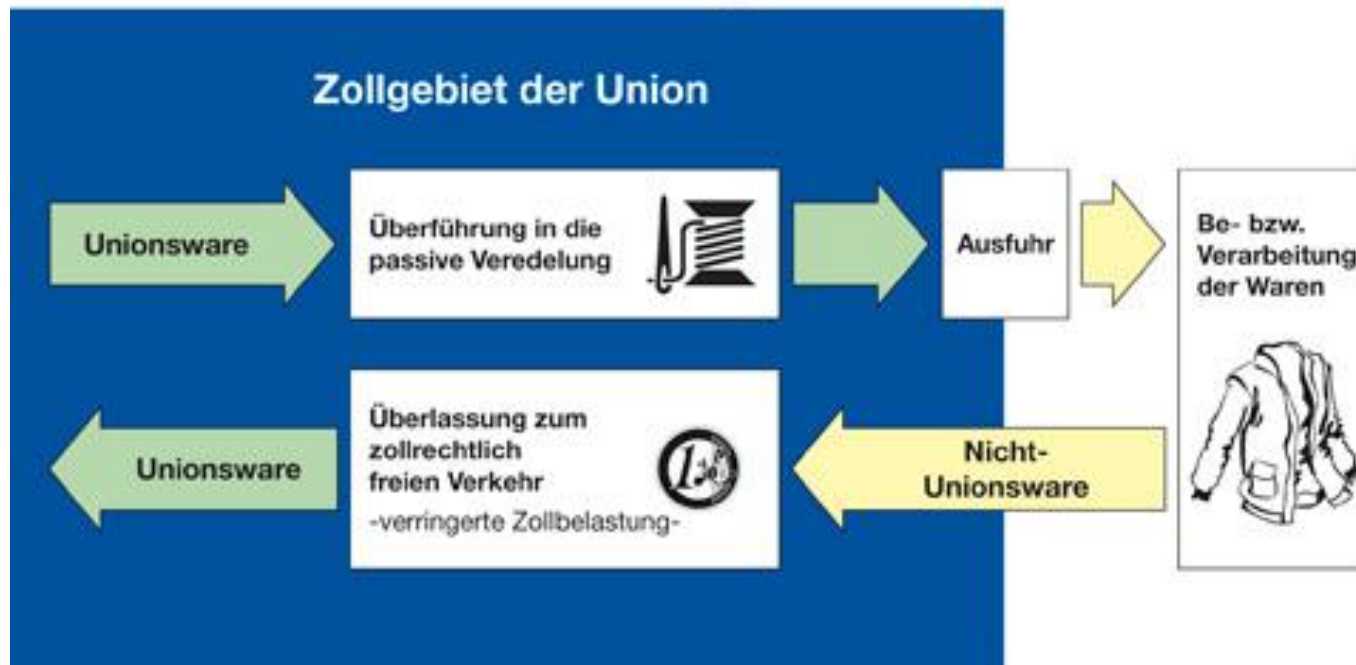 Zollgebiet der Union
Unionsware
Überführung in die
passive Veredelung
Ausfuhr
Be- bzw.
Verarbeitung
der Waren
Überlassung zum
zollrechtlich
freien Verkehr
-verringerte Zollbelastung-
Unionsware
Nicht-
Unionsware